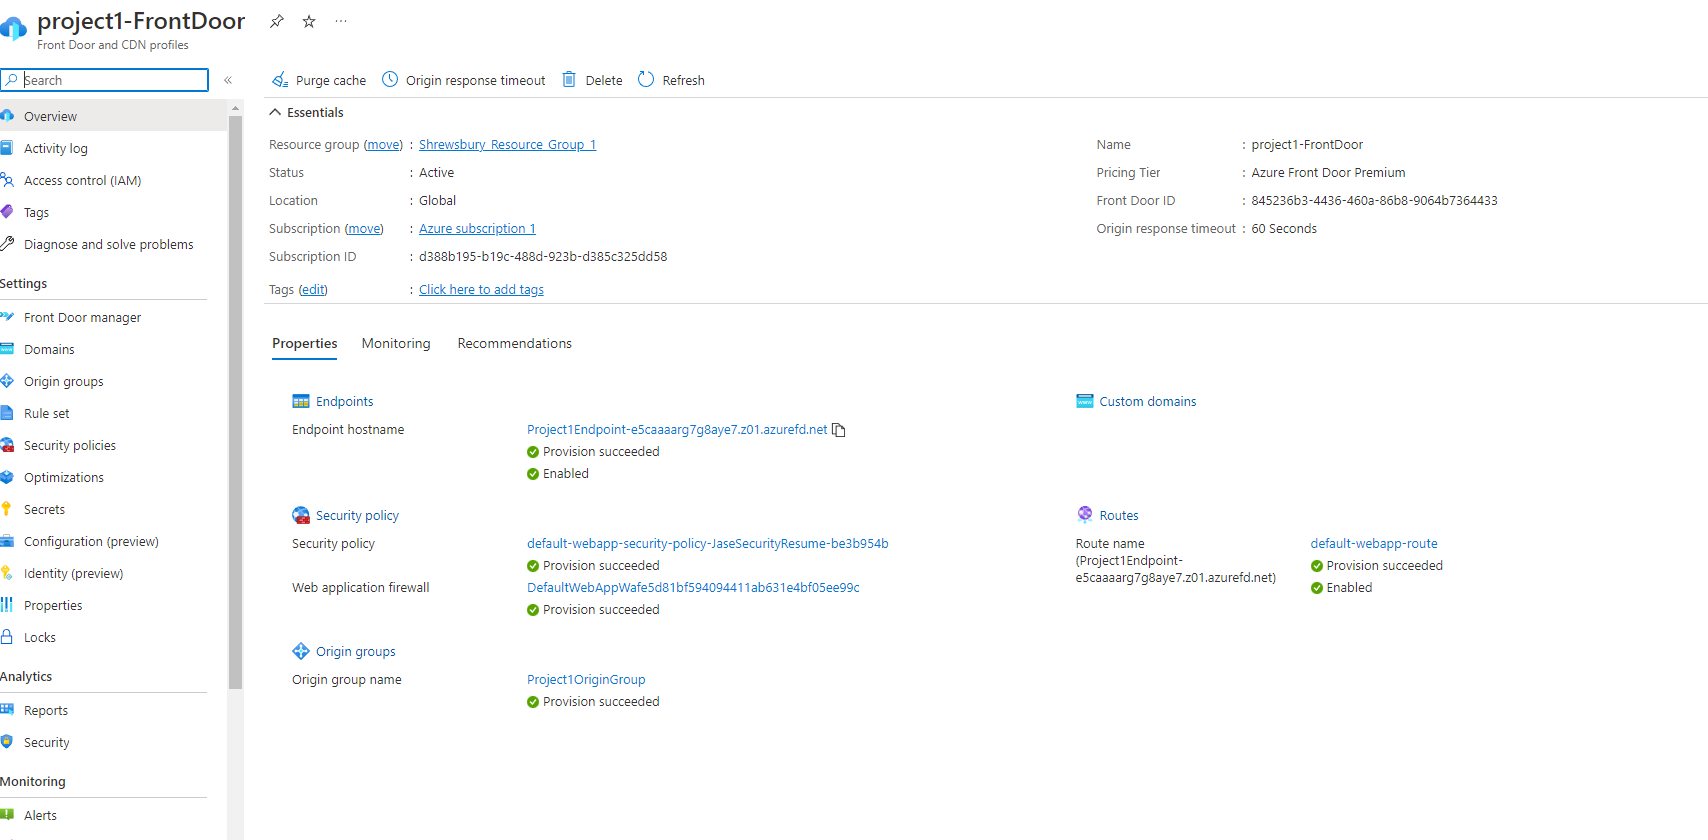 project1-FrontDoor
Front Door and CDN profiles
Search
Overview
Activity log
Access control (IAM)
Tags
Diagnose and solve problems
Settings
Front Door manager
Domains
Origin groups
Rule set
Security policies
Optimizations
Secrets
Configuration (preview)
Identity (preview)
Properties
Locks
Analytics
Reports
Security
Monitoring
Alerts
Purge cache Origin response timeout Delete Refresh
Essentials
Resource group (move) : Shrewsbury_Resource_Group_1
Status : Active
Location : Global
Subscription (move) : Azure subscription 1
Subscription ID : d388b195-b19c-488d-923b-d385c325dd58
Tags (edit) : Click here to add tags
Name : project1-FrontDoor
Pricing Tier : Azure Front Door Premium
Front Door ID : 845236b3-4436-460a-86b8-9064b7364433
Origin response timeout : 60 Seconds
Properties Monitoring Recommendations
Endpoints
Endpoint hostname Project1Endpoint-e5caaaarg7g8aye7.z01.azurefd.net
Provision succeeded
Enabled
Custom domains
Security policy
Security policy default-webapp-security-policy-JaseSecurityResume-be3b954b
Provision succeeded
Web application firewall DefaultWebAppWafe5d81bf594094411ab631e4bf05ee99c
Provision succeeded
Routes
Route name default-webapp-route
(Project1Endpoint- Provision succeeded
e5caaaarg7g8aye7.z01.azurefd.net) Enabled
Origin groups
Origin group name Project1OriginGroup
Provision succeeded